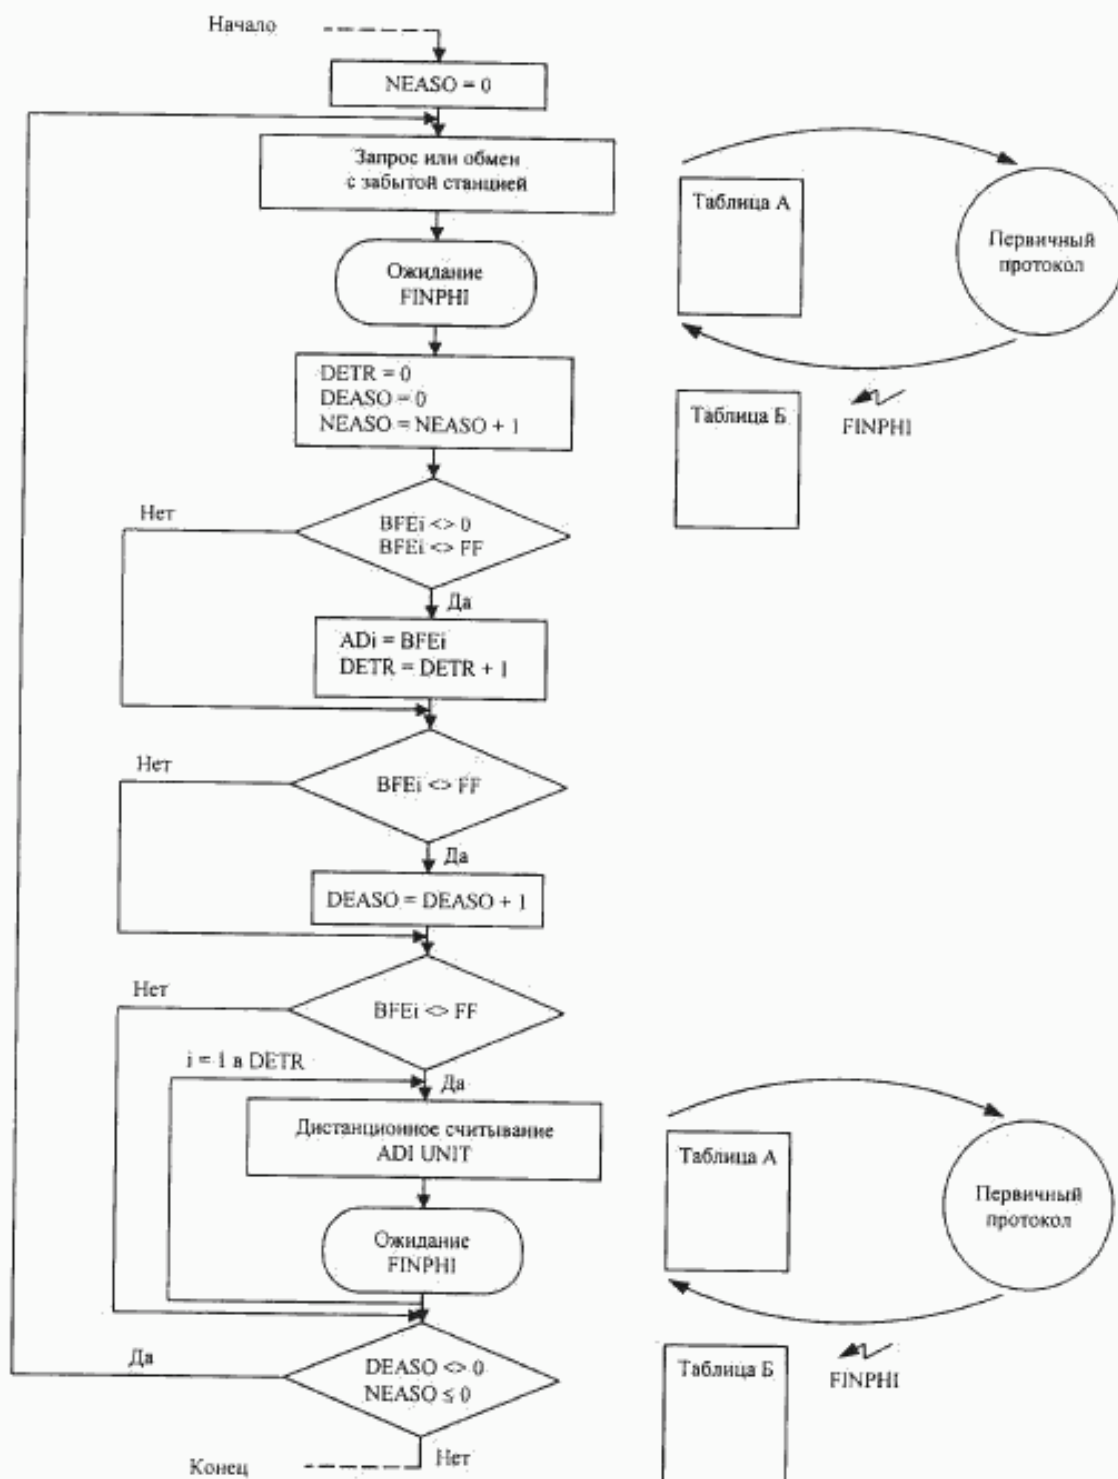 Начало
NEASO = 0
Запрос или обмен
с забытой станцией
Таблица А
Первичный
протокол
Ожидание
FINPHI
DETR = 0
DEASO = 0
NEASO = NEASO + 1
Таблица Б
FINPHI
Нет
BFEi <> 0
BFEi <> FF
Да
ADi = BFEi
DETR = DETR + 1
Нет
BFEi <> FF
Да
DEASO = DEASO + 1
Нет
BFEi <> FF
i = 1 в DETR
Да
Дистанционное считывание
ADI UNIT
Таблица А
Первичный
протокол
Ожидание
FINPHI
Да
DEASO <> 0
NEASO ≤ 0
Таблица Б
FINPHI
Нет
Конец